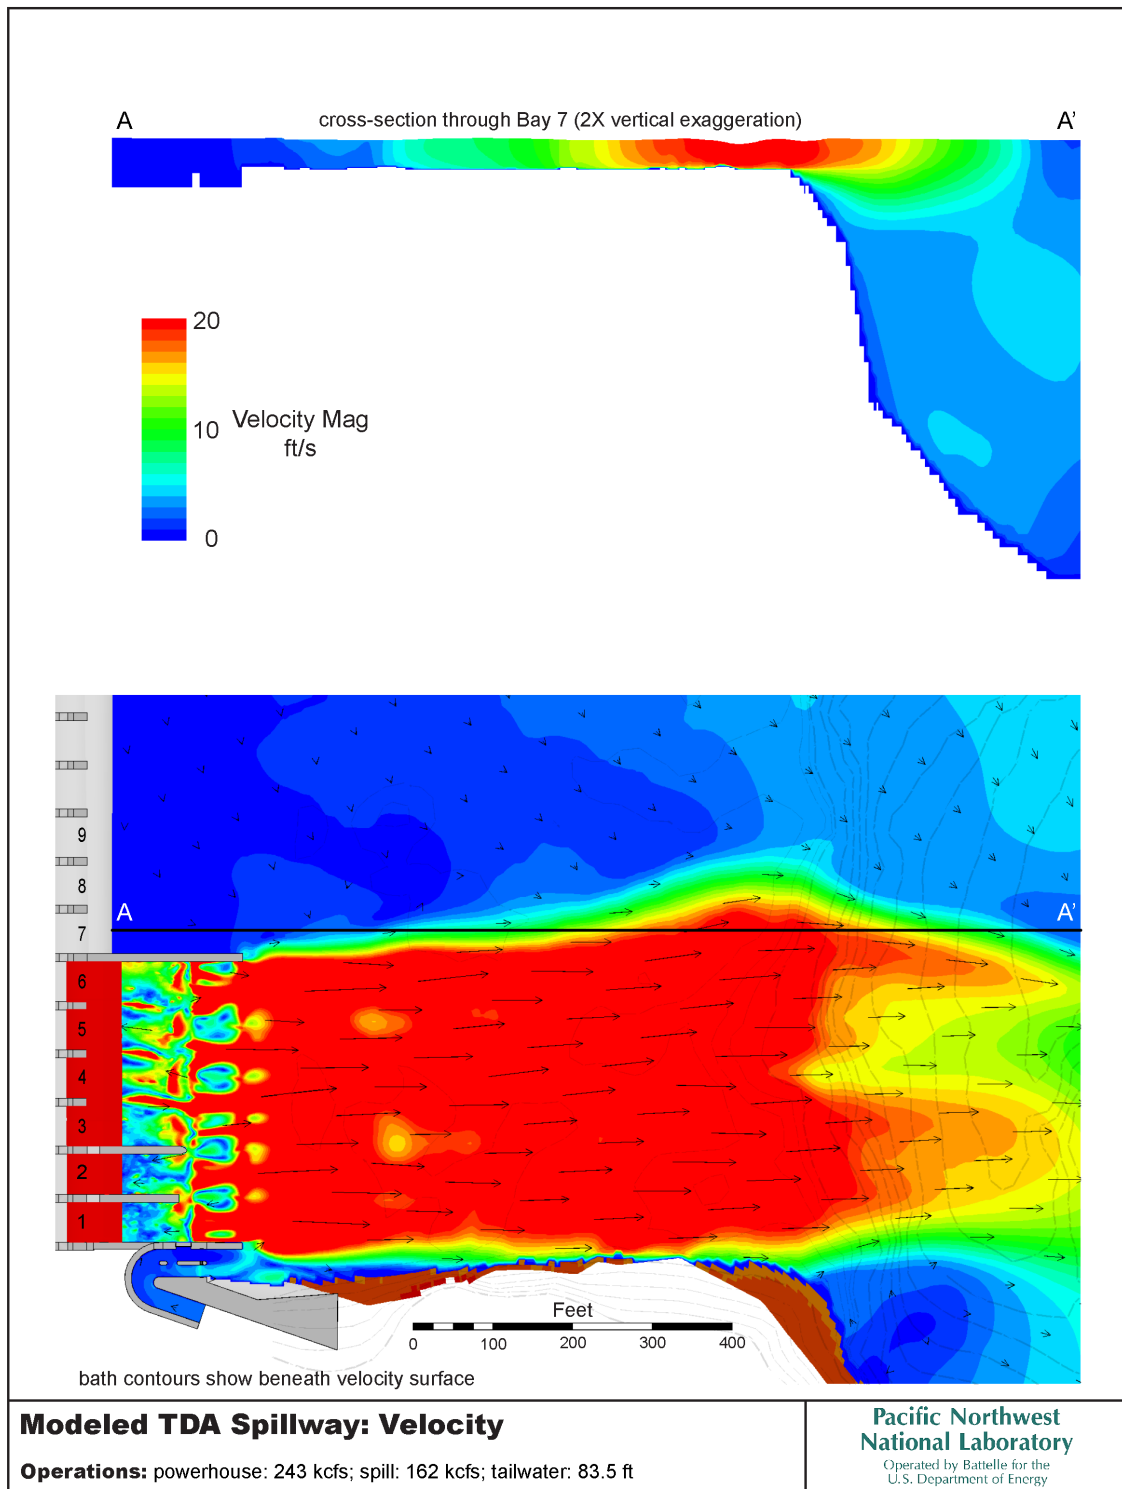 A
cross-section through Bay 7 (2X vertical exaggeration)
A'
20
10
0
Velocity Mag
ft/s
9
8
A
A'
7
6
5
4
3
2
1
Feet
0 100 200 300 400
bath contours show beneath velocity surface
Modeled TDA Spillway: Velocity
Operations: powerhouse: 243 kcfs; spill: 162 kcfs; tailwater: 83.5 ft
Pacific Northwest
National Laboratory
Operated by Battelle for the
U.S. Department of Energy